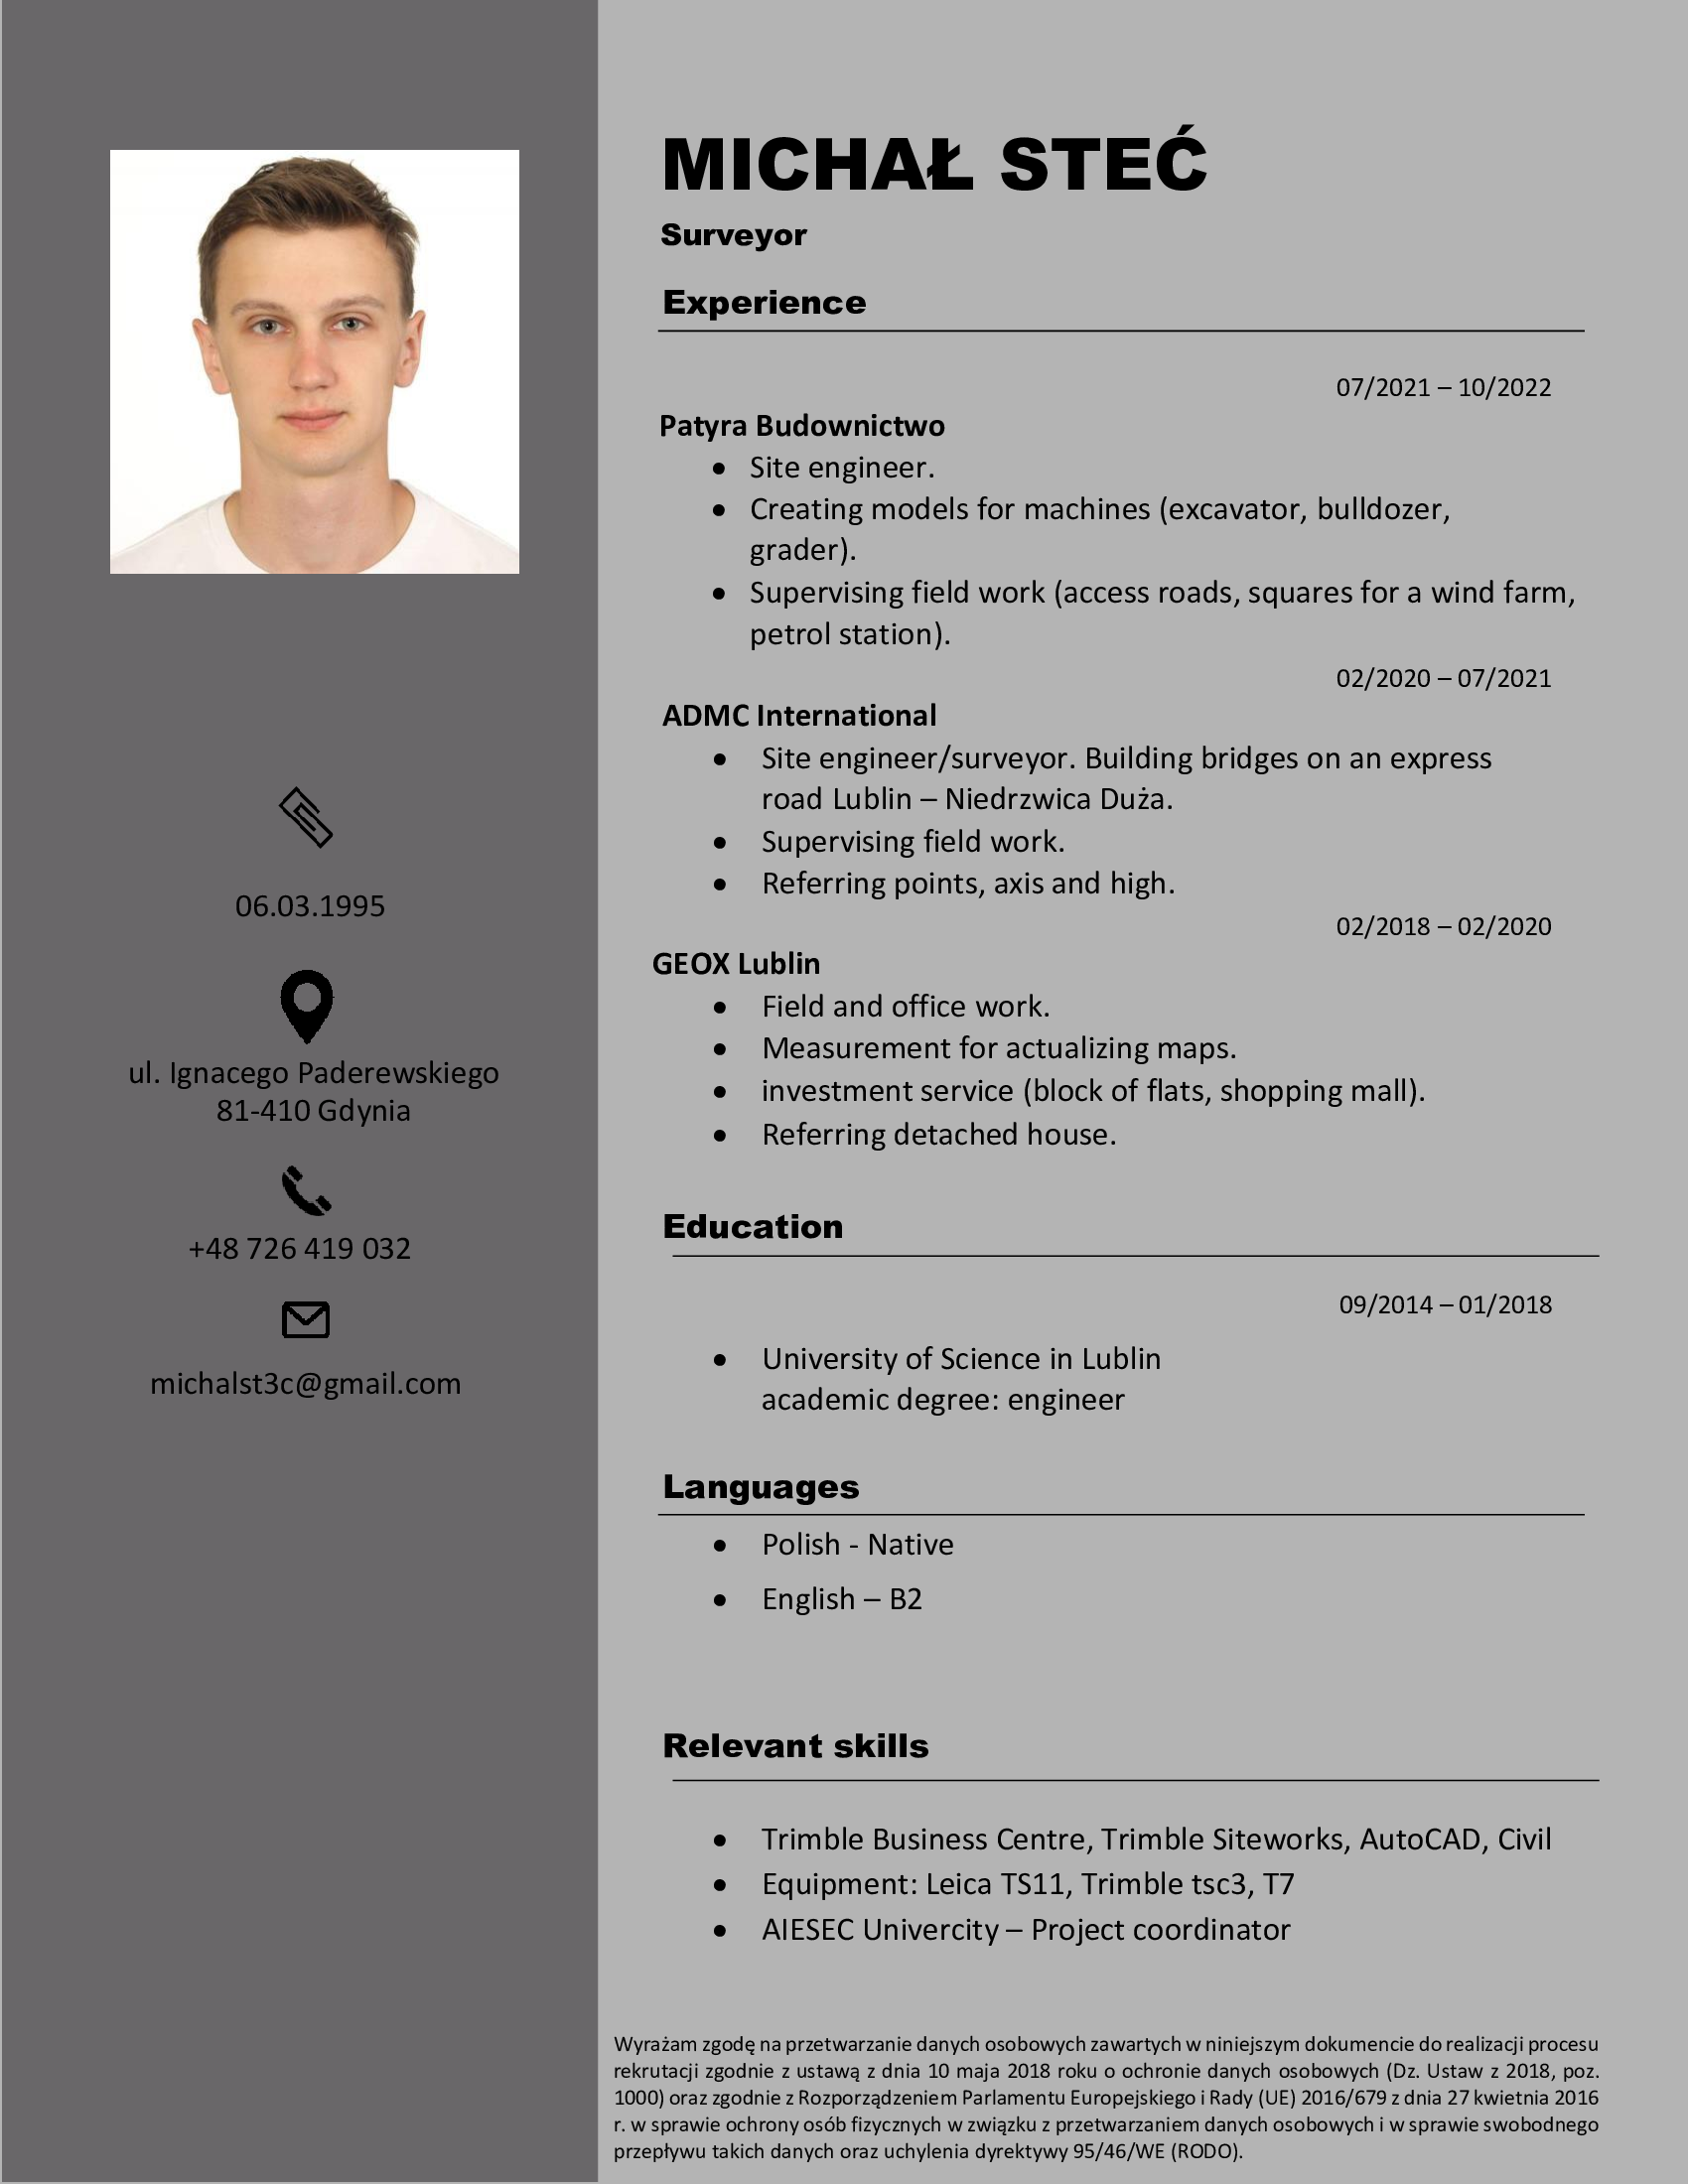 MICHAŁ STEĆ
Surveyor
Experience
07/2021 – 10/2022
Patyra Budownictwo
• Site engineer.
• Creating models for machines (excavator, bulldozer,
grader).
• Supervising field work (access roads, squares for a wind farm,
petrol station).
02/2020 – 07/2021
ADMC International
• Site engineer/surveyor. Building bridges on an express
road Lublin – Niedrzwica Duża.
• Supervising field work.
• Referring points, axis and high.
02/2018 – 02/2020
GEOX Lublin
• Field and office work.
• Measurement for actualizing maps.
• investment service (block of flats, shopping mall).
• Referring detached house.
Education
09/2014 – 01/2018
• University of Science in Lublin
academic degree: engineer
Languages
• Polish - Native
• English – B2
Relevant skills
• Trimble Business Centre, Trimble Siteworks, AutoCAD, Civil
• Equipment: Leica TS11, Trimble tsc3, T7
• AIESEC Univercity – Project coordinator
06.03.1995
ul. Ignacego Paderewskiego
81-410 Gdynia
+48 726 419 032
michalst3c@gmail.com
Wyrażam zgodę na przetwarzanie danych osobowych zawartych w niniejszym dokumencie do realizacji procesu
rekrutacji zgodnie z ustawą z dnia 10 maja 2018 roku o ochronie danych osobowych (Dz. Ustaw z 2018, poz.
1000) oraz zgodnie z Rozporządzeniem Parlamentu Europejskiego i Rady (UE) 2016/679 z dnia 27 kwietnia 2016
r. w sprawie ochrony osób fizycznych w związku z przetwarzaniem danych osobowych i w sprawie swobodnego
przepływu takich danych oraz uchylenia dyrektywy 95/46/WE (RODO).